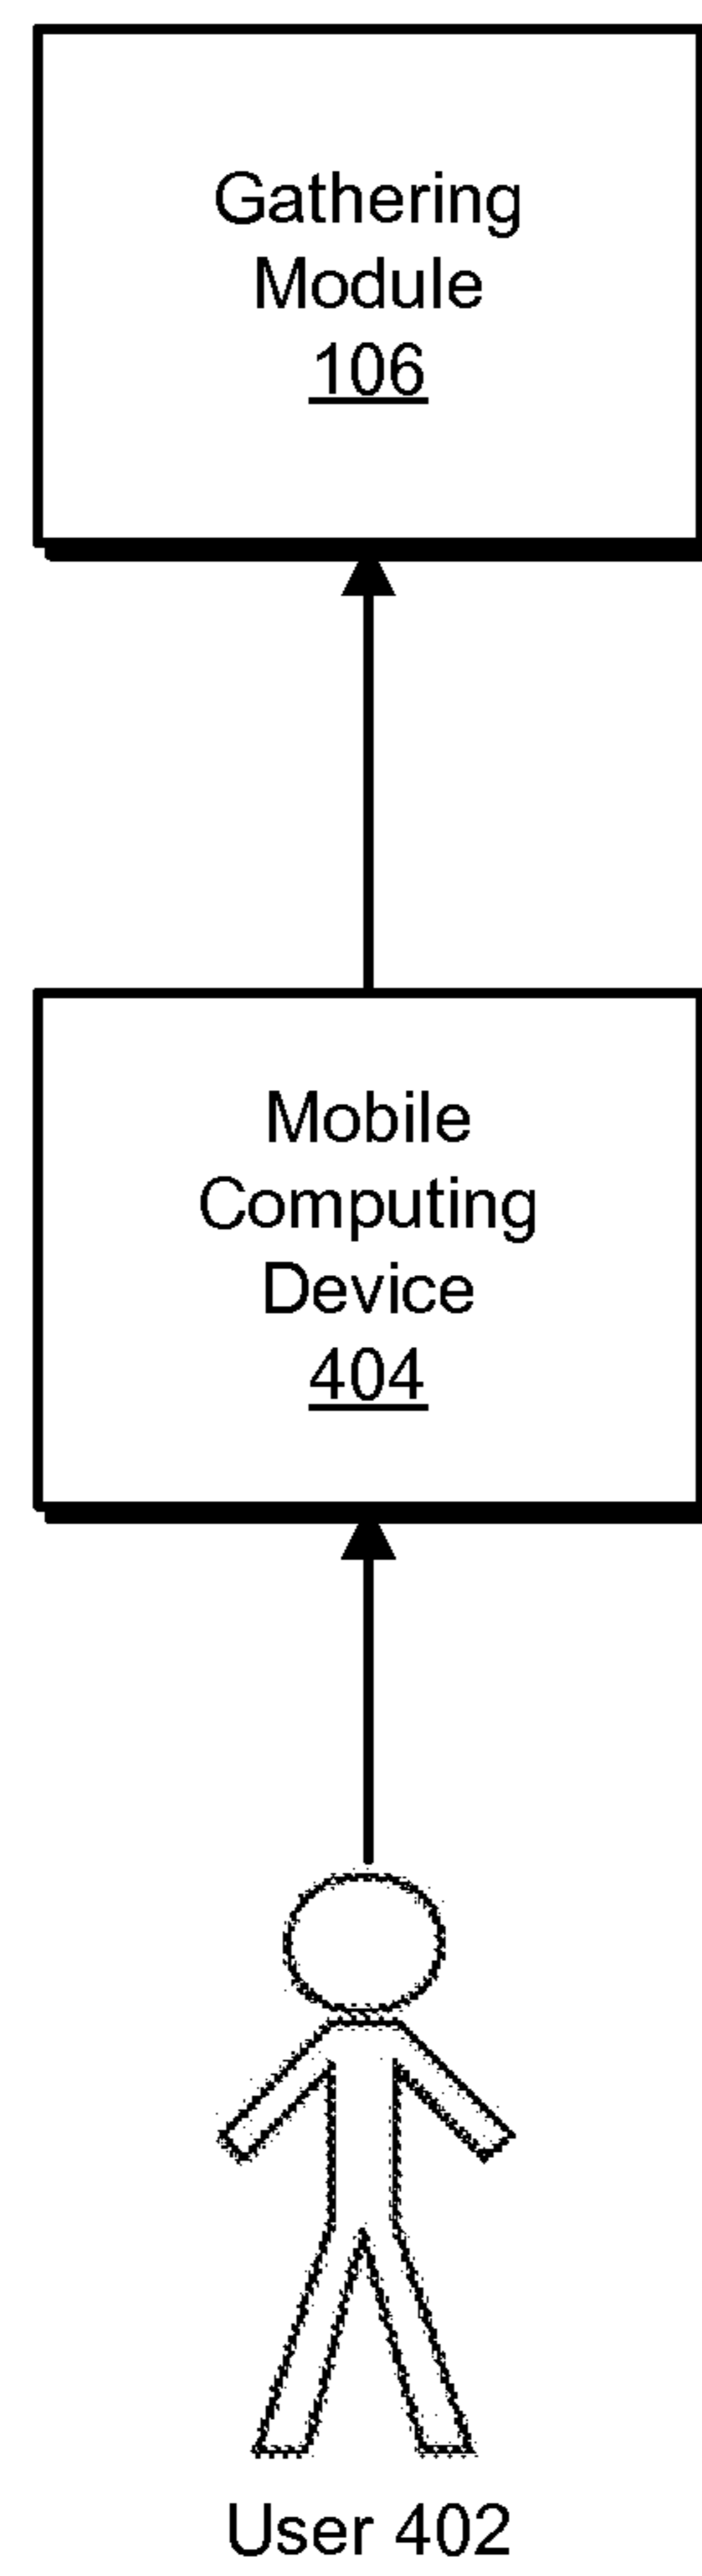 Gathering
Module
106
Mobile
Computing
Device
404
User 402